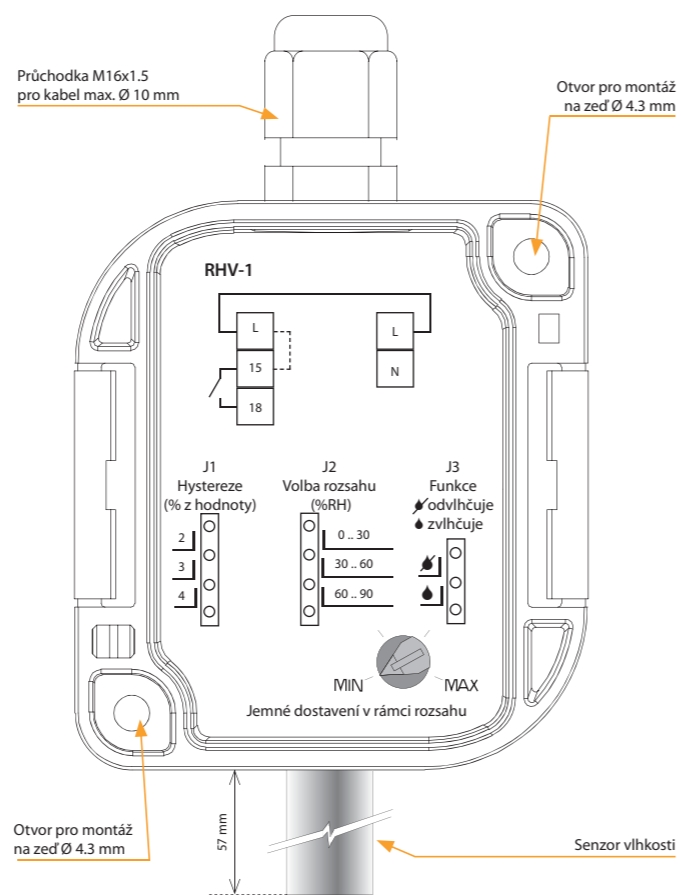 Průchodka M16x1.5
pro kabel max. Ø 10 mm
Otvor pro montáž
na zeď Ø 4.3 mm
RHV-1
L
15
18
L
N
J1
Hystereze
(% z hodnoty)
2
3
4
J2
Volba rozsahu
(%RH)
0 .. 30
30 .. 60
60 .. 90
J3
Funkce
odvlhčuje
zvlhčuje
MIN
MAX
Jemné dostavení v rámci rozsahu
57 mm
Otvor pro montáž
na zeď Ø 4.3 mm
Senzor vlhkosti